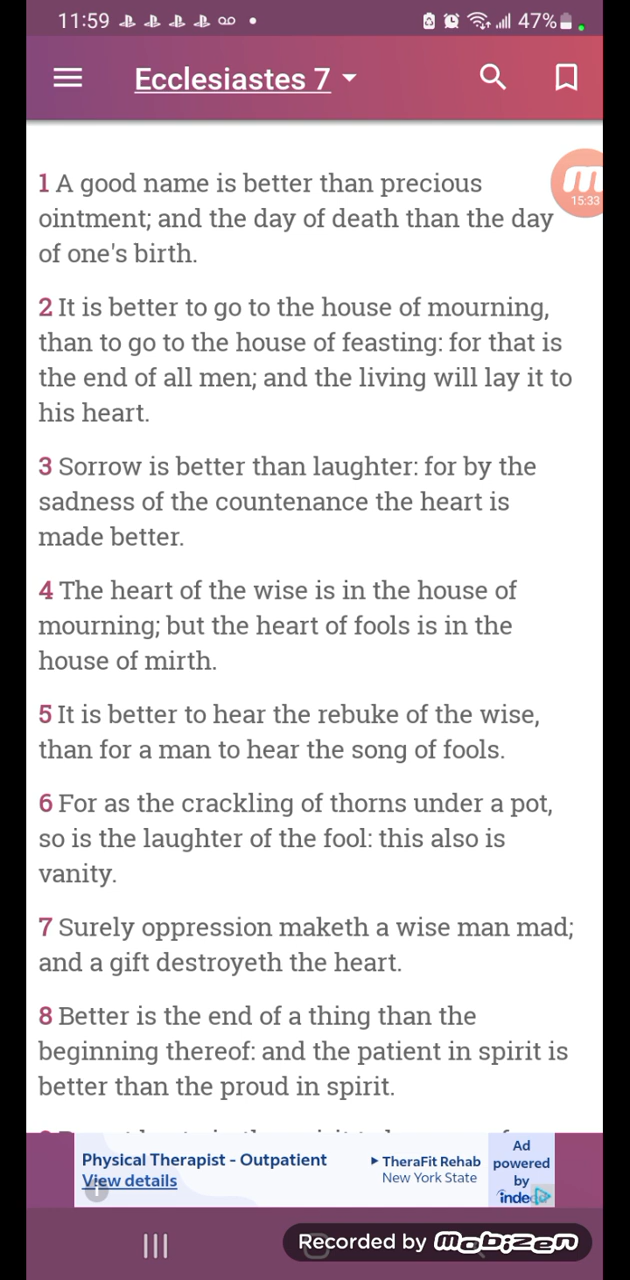 11:59
47%
Ecclesiastes 7
15:33
1 A good name is better than precious
ointment; and the day of death than the day
of one's birth.
2 It is better to go to the house of mourning,
than to go to the house of feasting: for that is
the end of all men; and the living will lay it to
his heart.
3 Sorrow is better than laughter: for by the
sadness of the countenance the heart is
made better.
4 The heart of the wise is in the house of
mourning; but the heart of fools is in the
house of mirth.
5 It is better to hear the rebuke of the wise,
than for a man to hear the song of fools.
6 For as the crackling of thorns under a pot,
so is the laughter of the fool: this also is
vanity.
7 Surely oppression maketh a wise man mad;
and a gift destroyeth the heart.
8 Better is the end of a thing than the
beginning thereof: and the patient in spirit is
better than the proud in spirit.
Physical Therapist - Outpatient
View details
TheraFit Rehab
New York State
Ad
powered
by
Recorded by mobizen